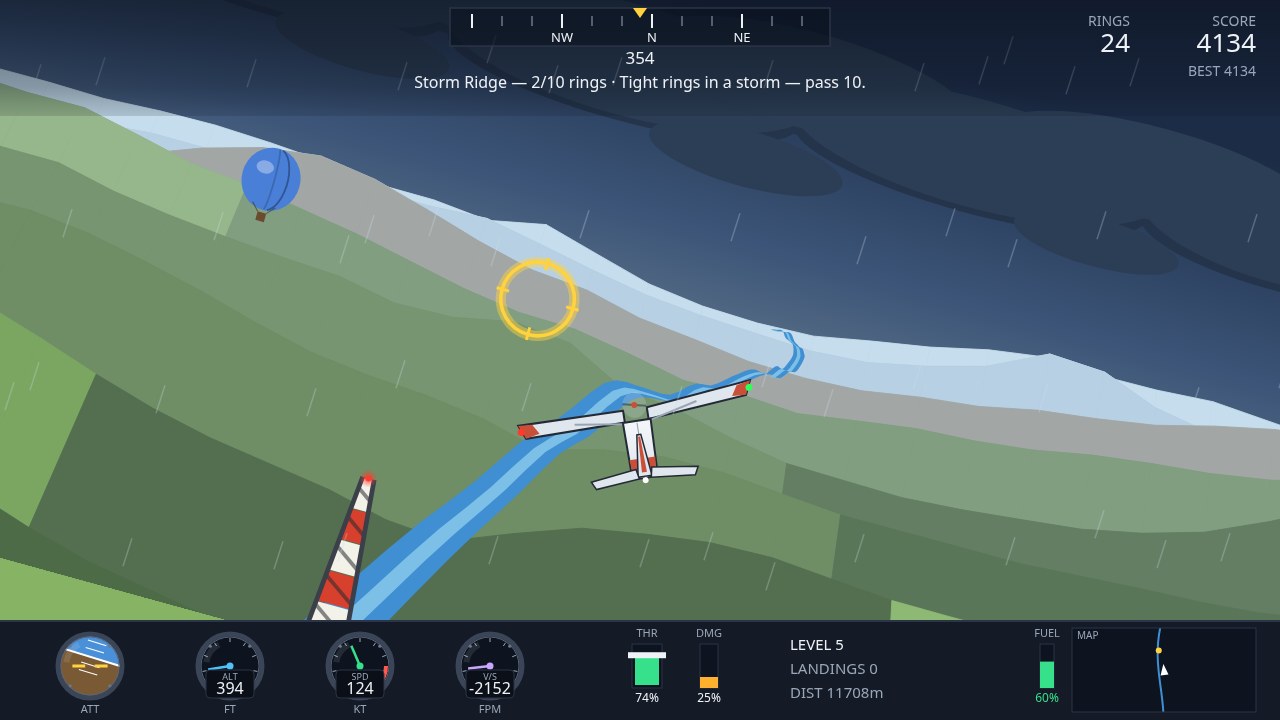 NW N NE
354
Storm Ridge — 2/10 rings · Tight rings in a storm — pass 10.
RINGS SCORE
24 4134
BEST 4134
ALT
394
FT
SPD
124
KT
V/S
-2152
FPM
ATT
THR
74%
DMG
25%
LEVEL 5
LANDINGS 0
DIST 11708m
FUEL
60%
MAP